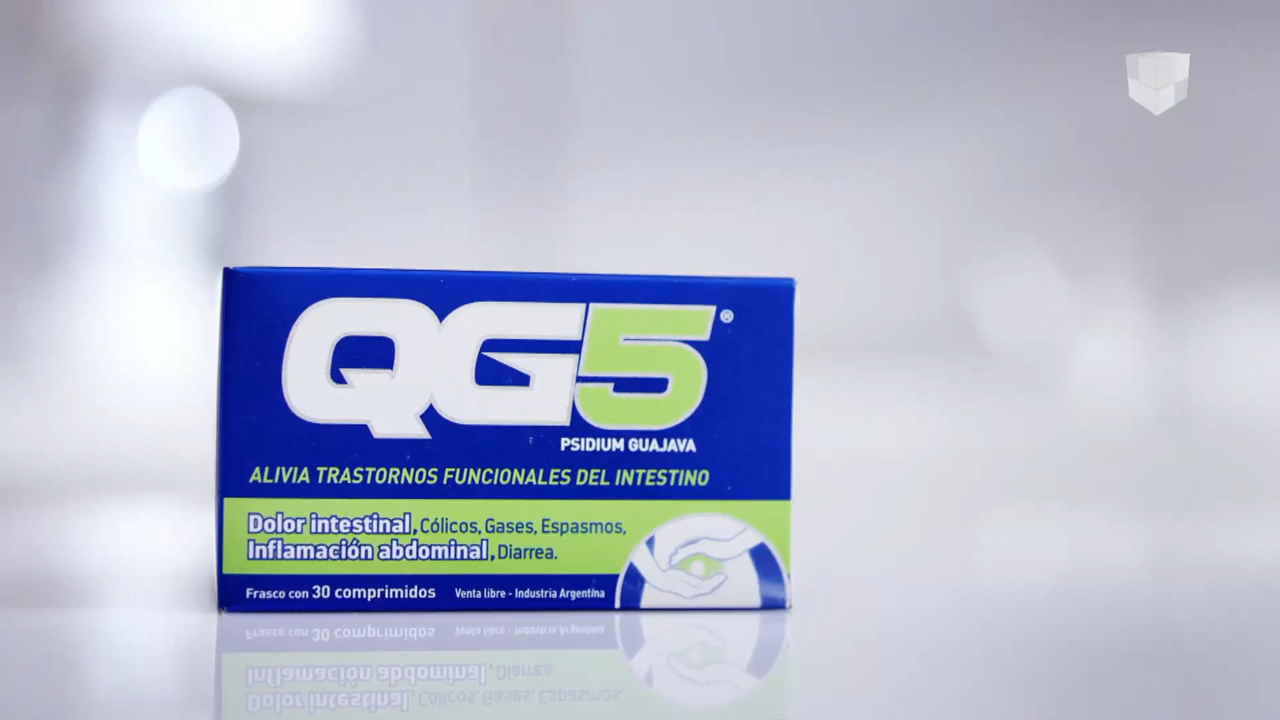 QG5®
PSIDIUM GUAJAVA
ALIVIA TRASTORNOS FUNCIONALES DEL INTESTINO
Dolor intestinal, Cólicos, Gases, Espasmos,
Inflamación abdominal, Diarrea.
Frasco con 30 comprimidos Venta libre - Industria Argentina